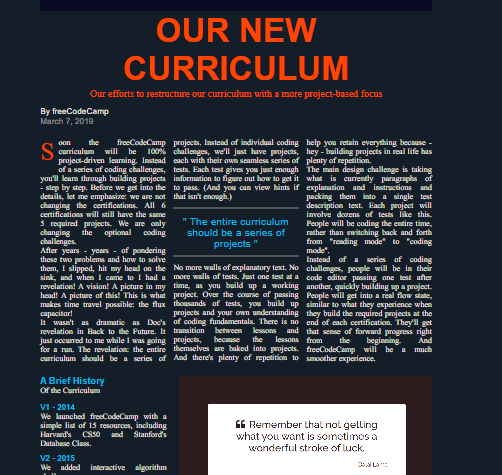 OUR NEW
CURRICULUM
Our efforts to restructure our curriculum with a more project-based focus
By freeCodeCamp
March 7, 2019
Soon the freeCodeCamp
curriculum will be 100%
project-driven learning. Instead
of a series of coding challenges,
you'll learn through building projects
- step by step. Before we get into the
details, let me emphasize: we are not
changing the certifications. All 6
certifications will still have the same
5 required projects. We are only
changing the optional coding
challenges.
After years - years - of pondering
these two problems and how to solve
them, I slipped, hit my head on the
sink, and when I came to I had a
revelation! A vision! A picture in my
head! A picture of this! This is what
makes time travel possible: the flux
capacitor!
It wasn't as dramatic as Doc's
revelation in Back to the Future. It
just occurred to me while I was going
for a run. The revelation: the entire
curriculum should be a series of
projects. Instead of individual coding
challenges, we'll just have projects,
each with their own seamless series of
tests. Each test gives you just enough
information to figure out how to get it
to pass. (And you can view hints if
that isn't enough.)
" The entire curriculum
should be a series of
projects "
No more walls of explanatory text. No
more walls of tests. Just one test at a
time, as you build up a working
project. Over the course of passing
thousands of tests, you build up
projects and your own understanding
of coding fundamentals. There is no
transition between lessons and
projects, because the lessons
themselves are baked into projects.
And there's plenty of repetition to
help you retain everything because -
hey - building projects in real life has
plenty of repetition.
The main design challenge is taking
what is currently paragraphs of
explanation and instructions and
packing them into a single test
description text. Each project will
involve dozens of tests like this.
People will be coding the entire time,
rather than switching back and forth
from "reading mode" to "coding
mode".
Instead of a series of coding
challenges, people will be in their
code editor passing one test after
another, quickly building up a project.
People will get into a real flow state,
similar to what they experience when
they build the required projects at the
end of each certification. They'll get
that sense of forward progress right
from the beginning. And
freeCodeCamp will be a much
smoother experience.
A Brief History
Of the Curriculum
V1 - 2014
We launched freeCodeCamp with a
simple list of 15 resources, including
Harvard's CS50 and Stanford's
Database Class.
V2 - 2015
We added interactive algorithm
❝ Remember that not getting
what you want is sometimes a
wonderful stroke of luck.
- Dalai Lama